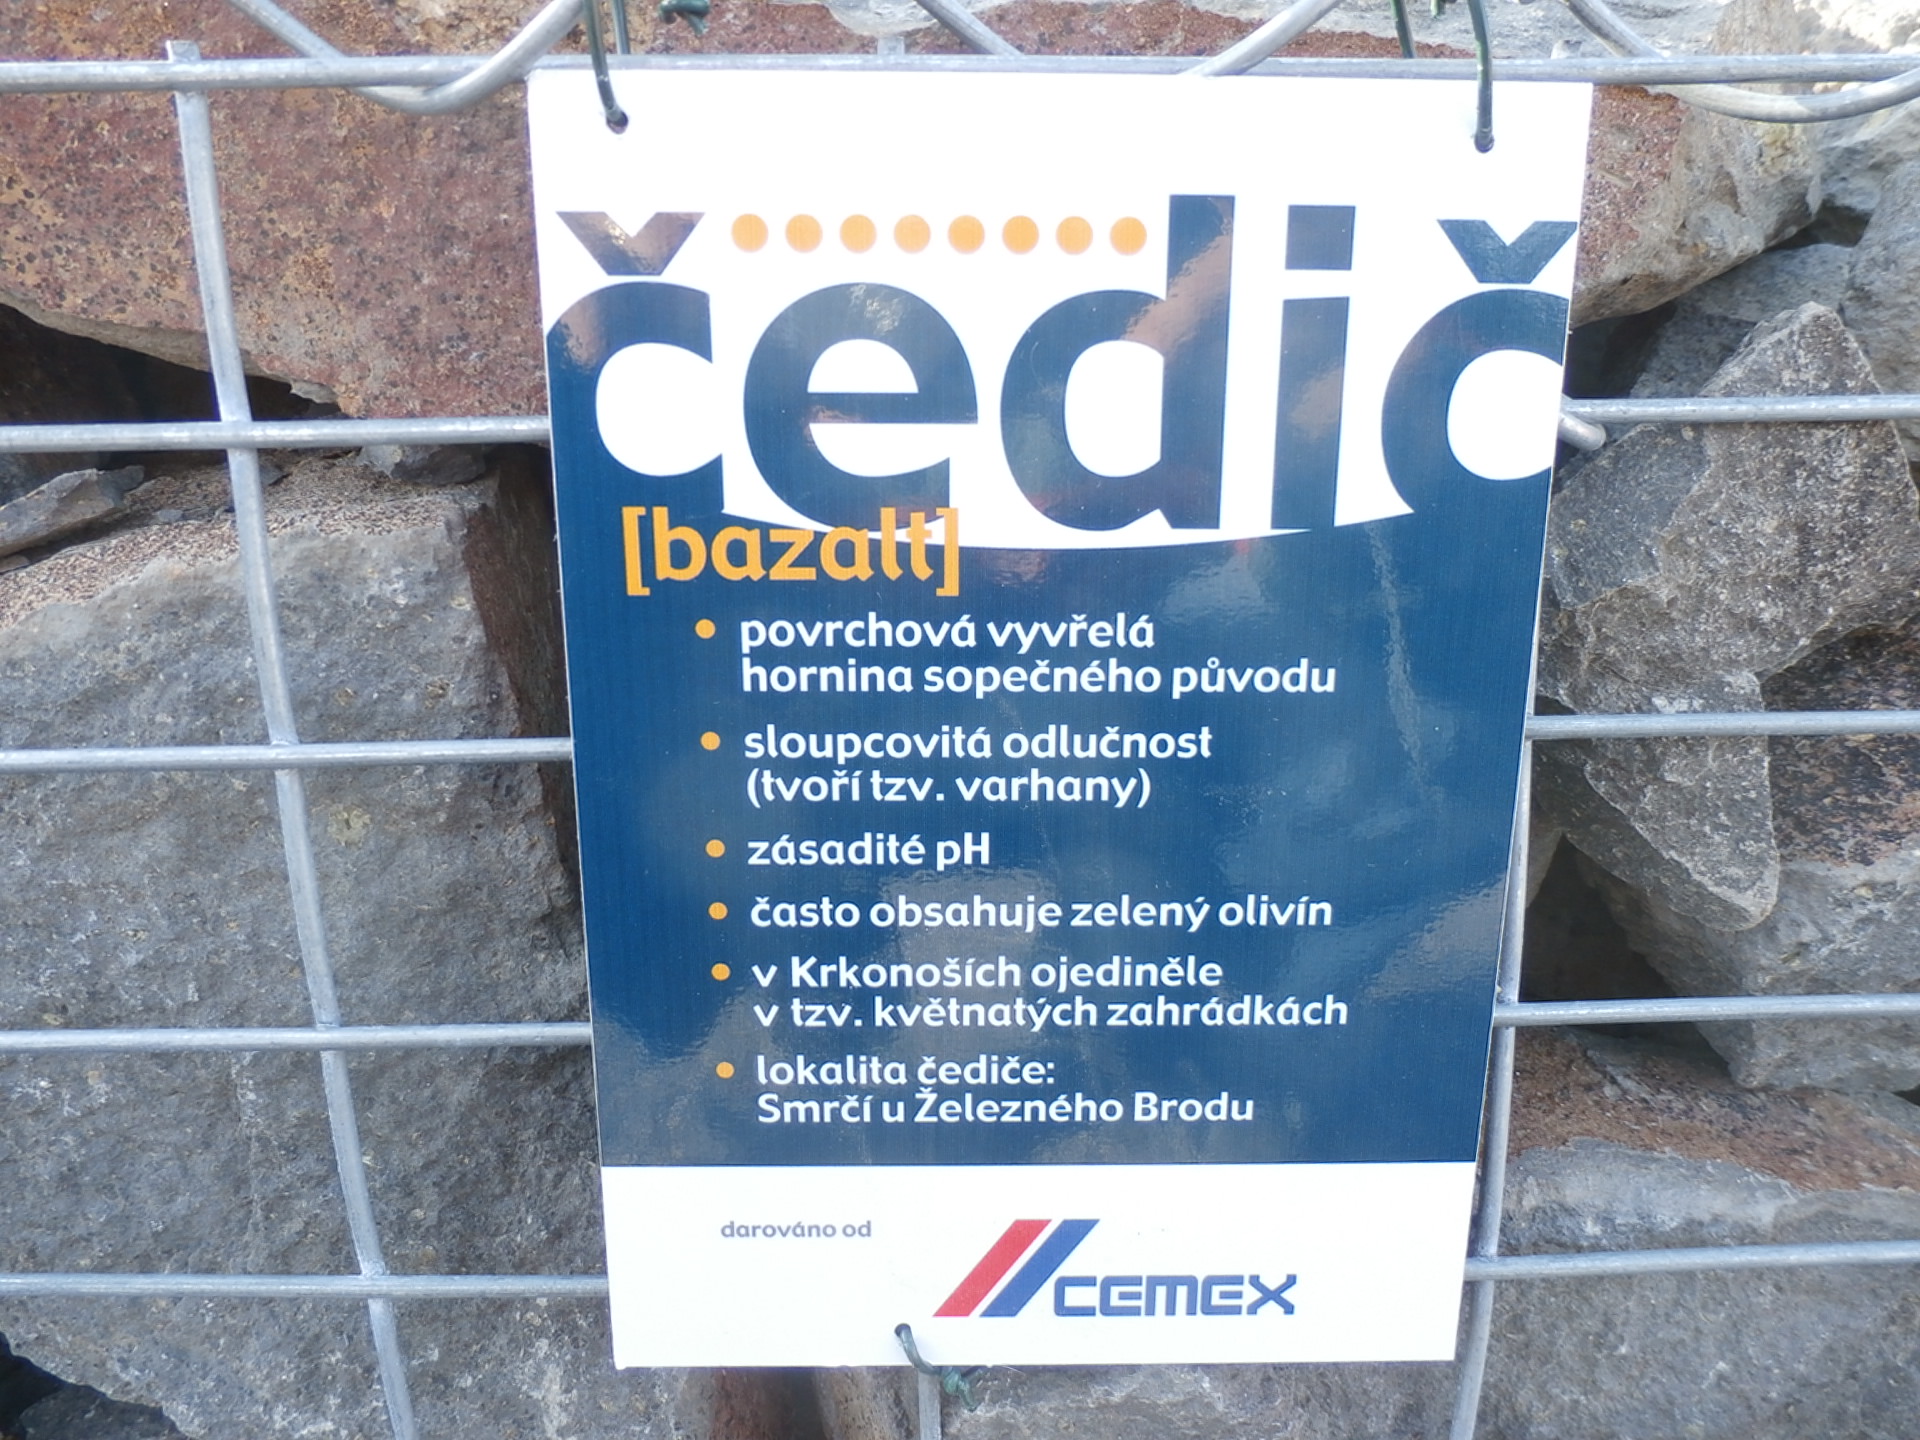 čedič
[bazalt]
• povrchová vyvřelá
hornina sopečného původu
• sloupcovitá odlučnost
(tvoří tzv. varhany)
• zásadité pH
• často obsahuje zelený olivín
• v Krkonoších ojediněle
v tzv. květnatých zahrádkách
• lokalita čediče:
Smrčí u Železného Brodu
darováno od
CEMEX